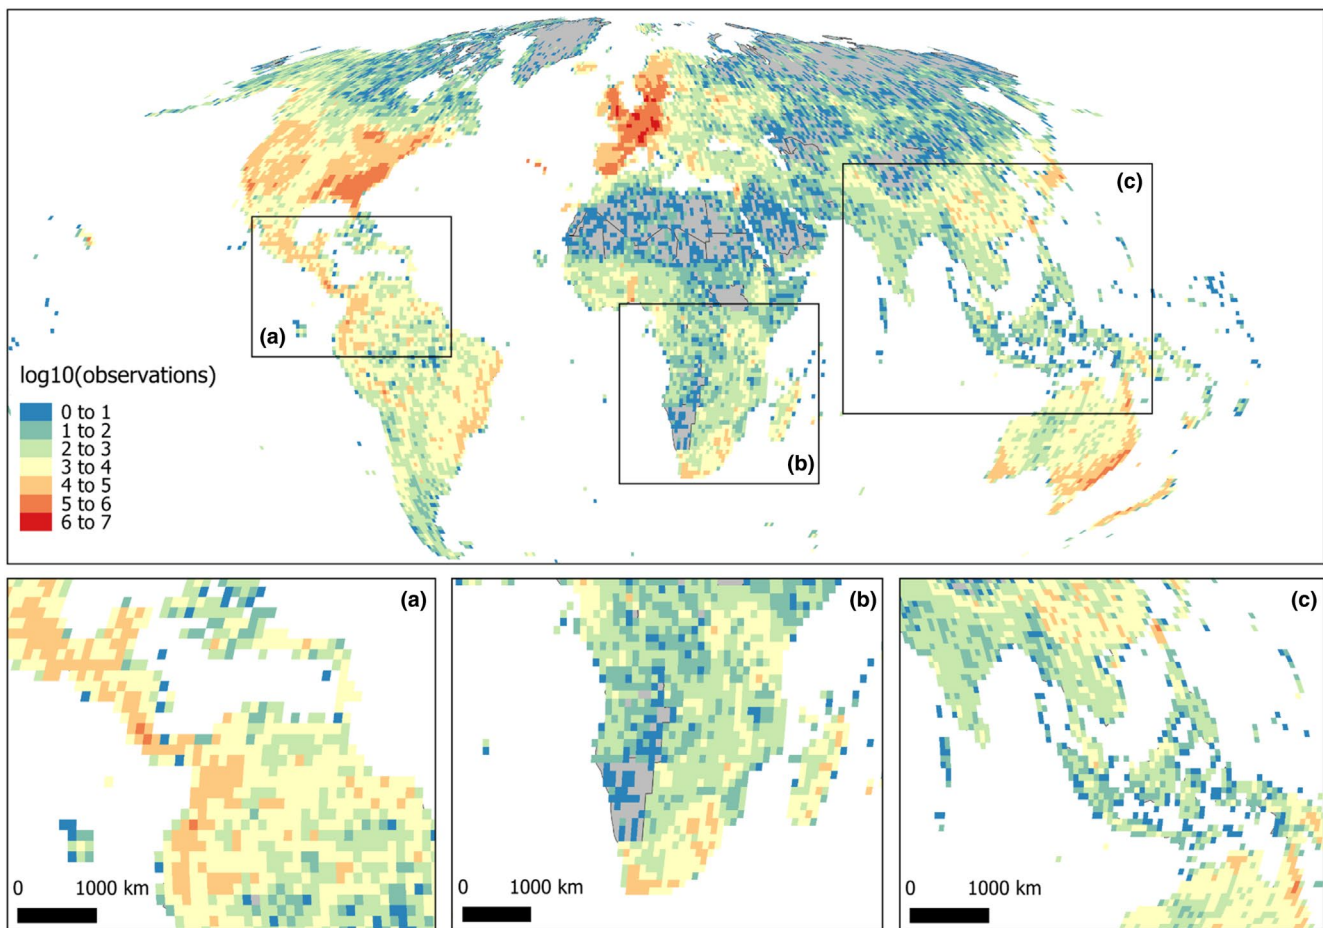 (c)
(a)
(b)
log10(observations)
0 to 1
1 to 2
2 to 3
3 to 4
4 to 5
5 to 6
6 to 7
(a)
0 1000 km
(b)
0 1000 km
(c)
0 1000 km